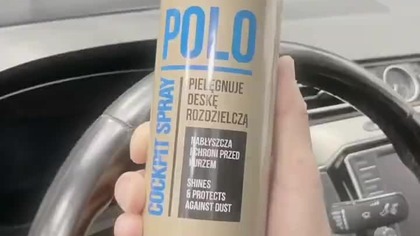 POLO
COCKPIT SPRAY
PIELĘGNUJE
DESKĘ
ROZDZIELCZĄ
NABŁYSZCZA
I CHRONI PRZED
KURZEM
SHINES
& PROTECTS
AGAINST DUST